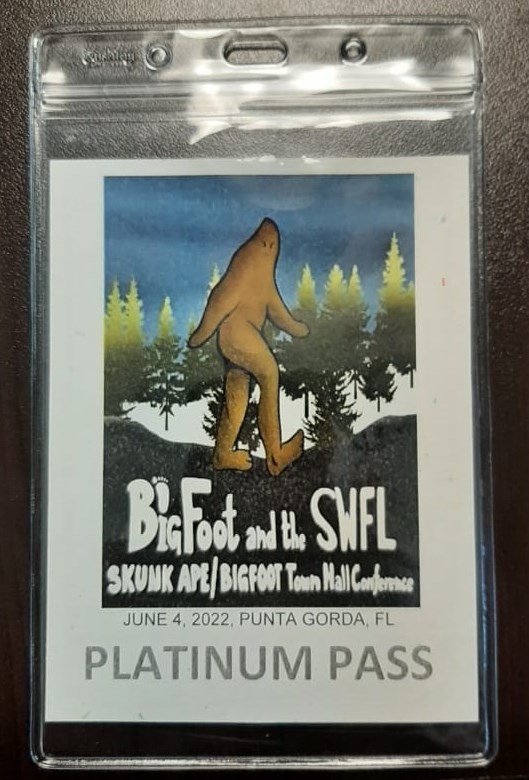 BigFoot and the SWFL
SKUNK APE/BIGFOOT Town Hall Conference
JUNE 4, 2022, PUNTA GORDA, FL
PLATINUM PASS